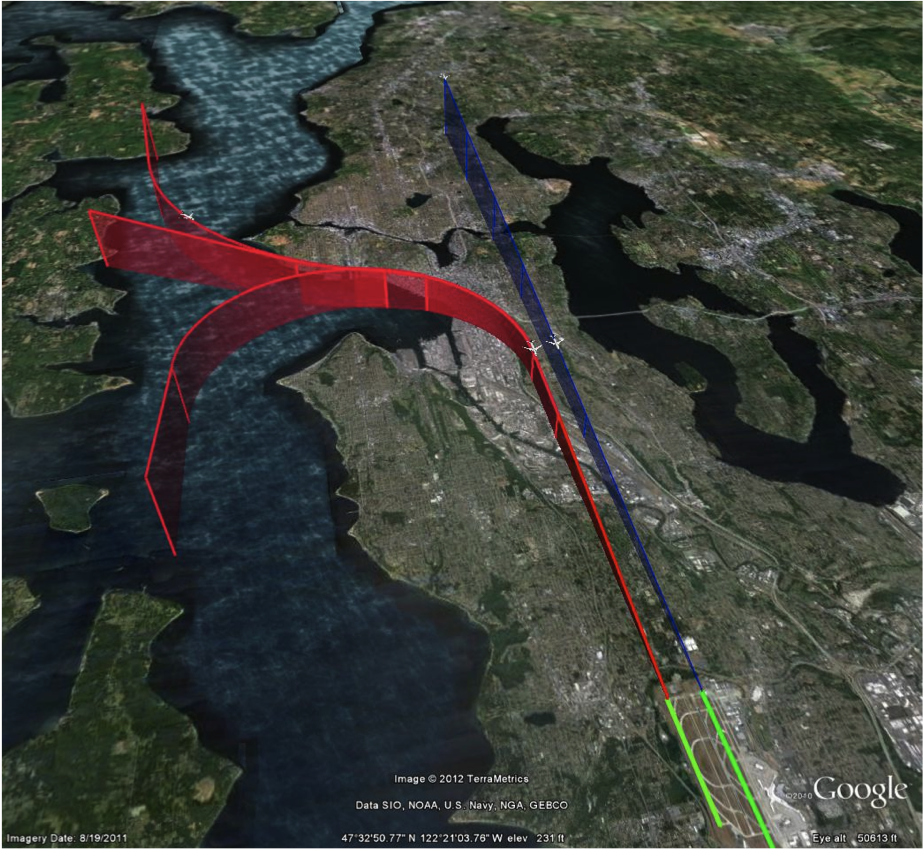 Image © 2012 TerraMetrics
Data SIO, NOAA, U.S. Navy, NGA, GEBCO
©2010 Google
Imagery Date: 8/19/2011 47°32'50.77" N 122°21'03.76" W elev 231 ft Eye alt 50613 ft